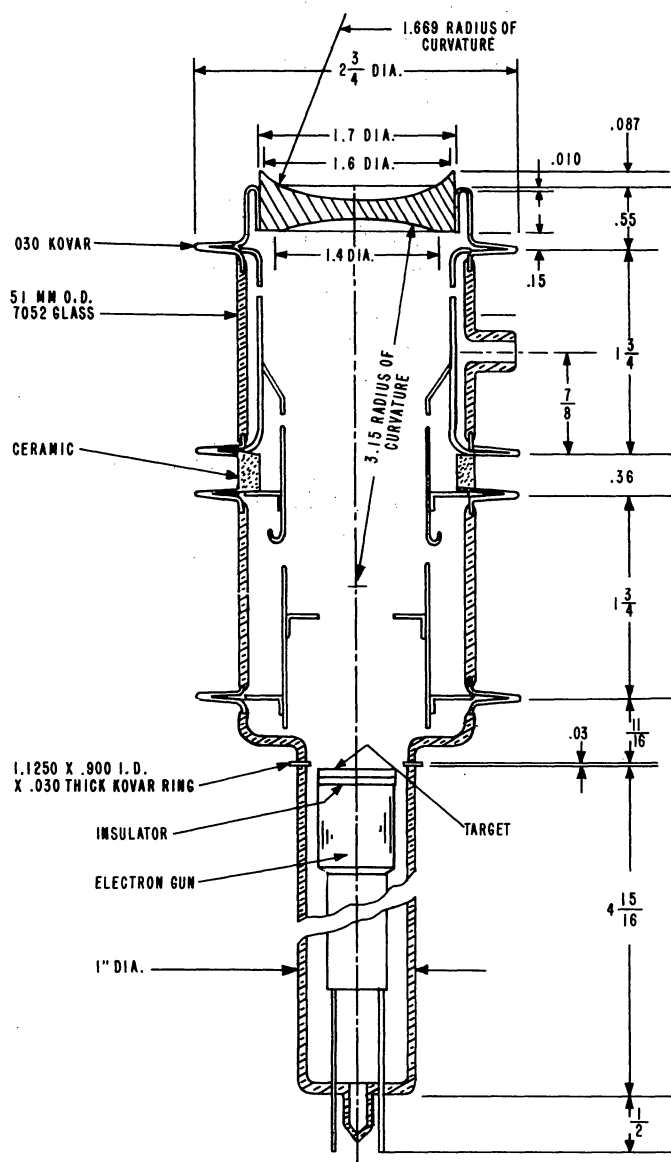 1.669 RADIUS OF
CURVATURE
2 3/4 DIA.
1.7 DIA.
1.6 DIA.
.087
.010
.55
.15
030 KOVAR
1.4 DIA.
51 MM O.D.
7052 GLASS
1 3/4
7/8
3.15 RADIUS OF
CURVATURE
CERAMIC
.36
1 3/4
11/16
.03
1.1250 X .900 I.D.
X .030 THICK KOVAR RING
INSULATOR
TARGET
ELECTRON GUN
4 15/16
1" DIA.
1/2